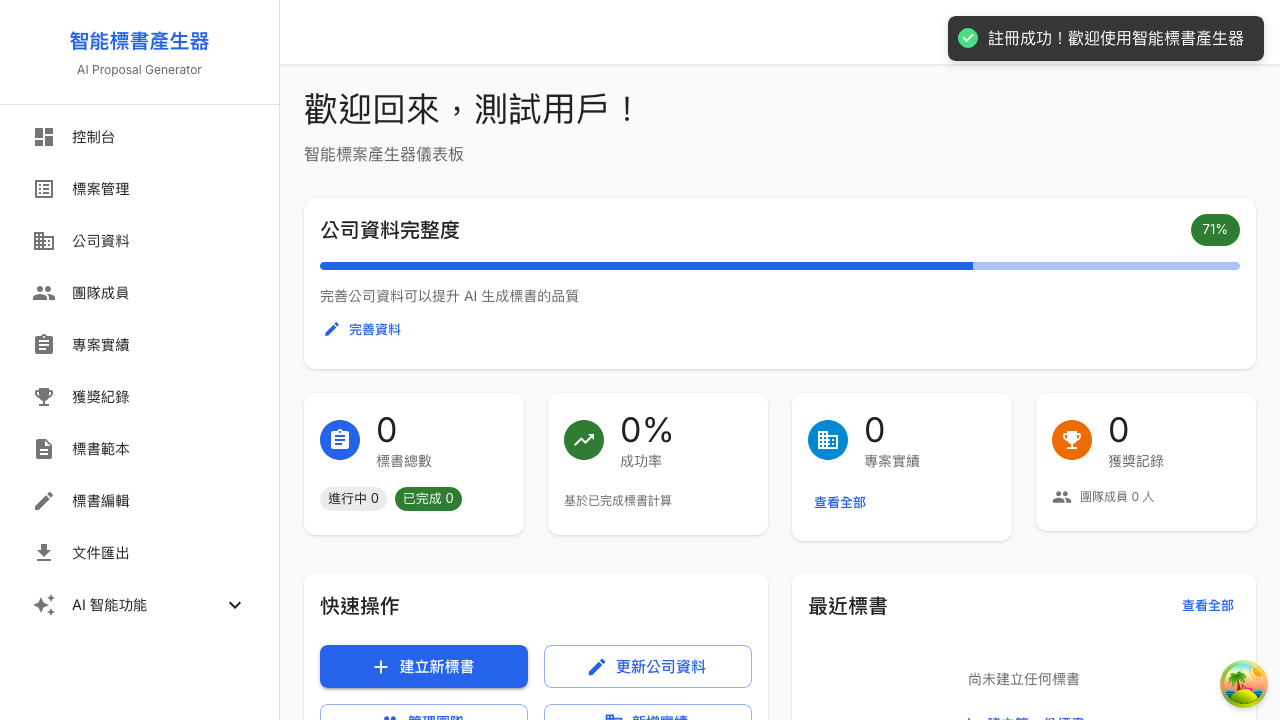 智能標書產生器
AI Proposal Generator
控制台
標案管理
公司資料
團隊成員
專案實績
獲獎紀錄
標書範本
標書編輯
文件匯出
AI 智能功能
註冊成功！歡迎使用智能標書產生器
歡迎回來，測試用戶！
智能標案產生器儀表板
公司資料完整度
71%
完善公司資料可以提升 AI 生成標書的品質
完善資料
0
標書總數
進行中 0
已完成 0
0%
成功率
基於已完成標書計算
0
專案實績
查看全部
0
獲獎記錄
團隊成員 0 人
快速操作
建立新標書
更新公司資料
管理團隊
新增實績
最近標書
查看全部
尚未建立任何標書